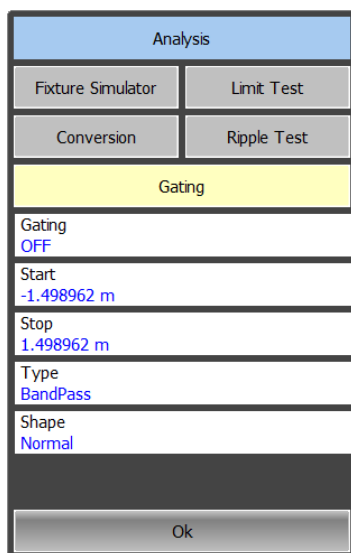 Analysis
Fixture Simulator Limit Test
Conversion Ripple Test
Gating
Gating
OFF
Start
-1.498962 m
Stop
1.498962 m
Type
BandPass
Shape
Normal
Ok